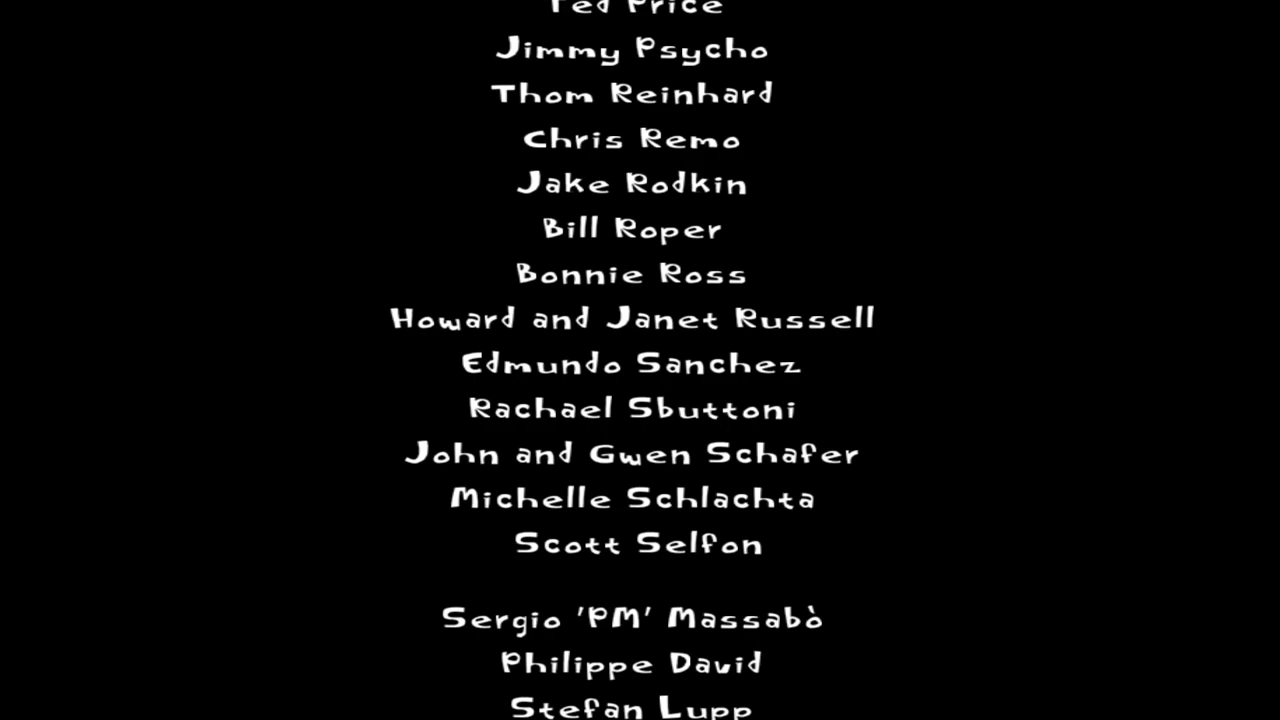 Ted Price
Jimmy Psycho
Thom Reinhard
Chris Remo
Jake Rodkin
Bill Roper
Bonnie Ross
Howard and Janet Russell
Edmundo Sanchez
Rachael Sbuttoni
John and Gwen Schafer
Michelle Schlachta
Scott Selfon
Sergio 'PM' Massabò
Philippe David
Stefan Lupp